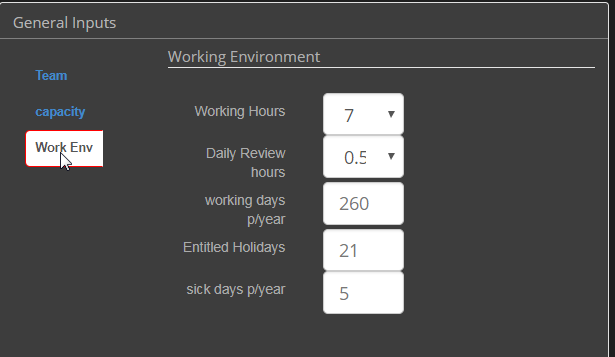 General Inputs
Working Environment
Team
capacity
Work Env
Working Hours
7
Daily Review
hours
0.5
working days
p/year
260
Entitled Holidays
21
sick days p/year
5